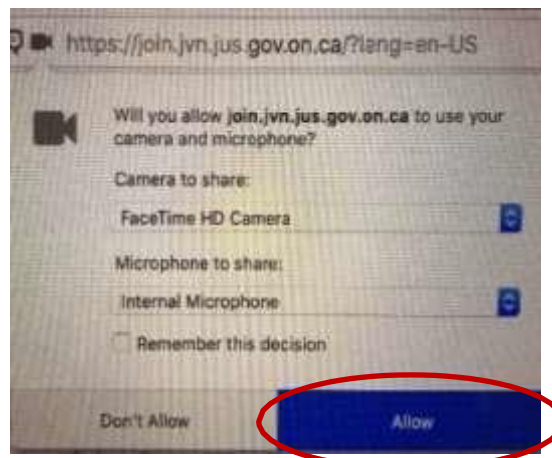 https://join.jvn.jus.gov.on.ca/?lang=en-US
Will you allow join.jvn.jus.gov.on.ca to use your
camera and microphone?
Camera to share:
FaceTime HD Camera
Microphone to share:
Internal Microphone
Remember this decision
Don't Allow
Allow